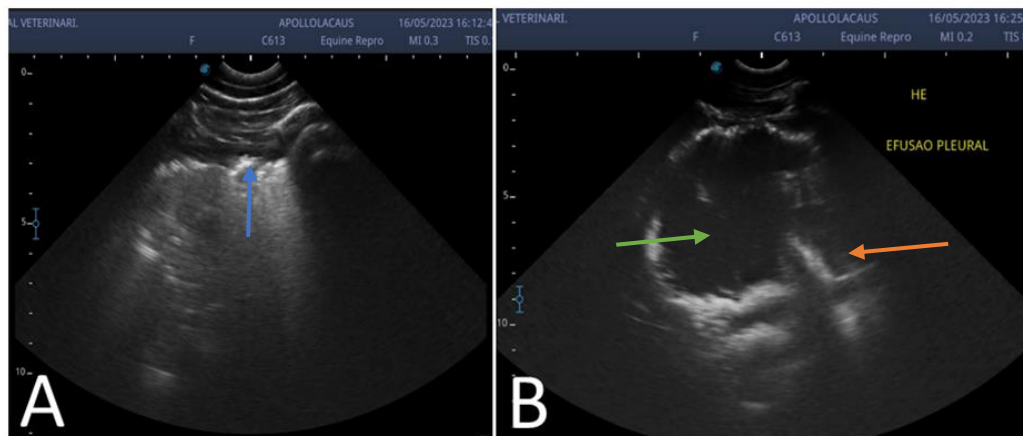 AL VETERINARI.
APOLLOLACAUS
16/05/2023 16:12:4
F
C613
Equine Repro
MI 0.3
TIS 0.
0
5
10
A
VETERINARI.
APOLLOLACAUS
16/05/2023 16:25
F
C613
Equine Repro
MI 0.2
TIS
0
HE
EFUSAO PLEURAL
5
10
B